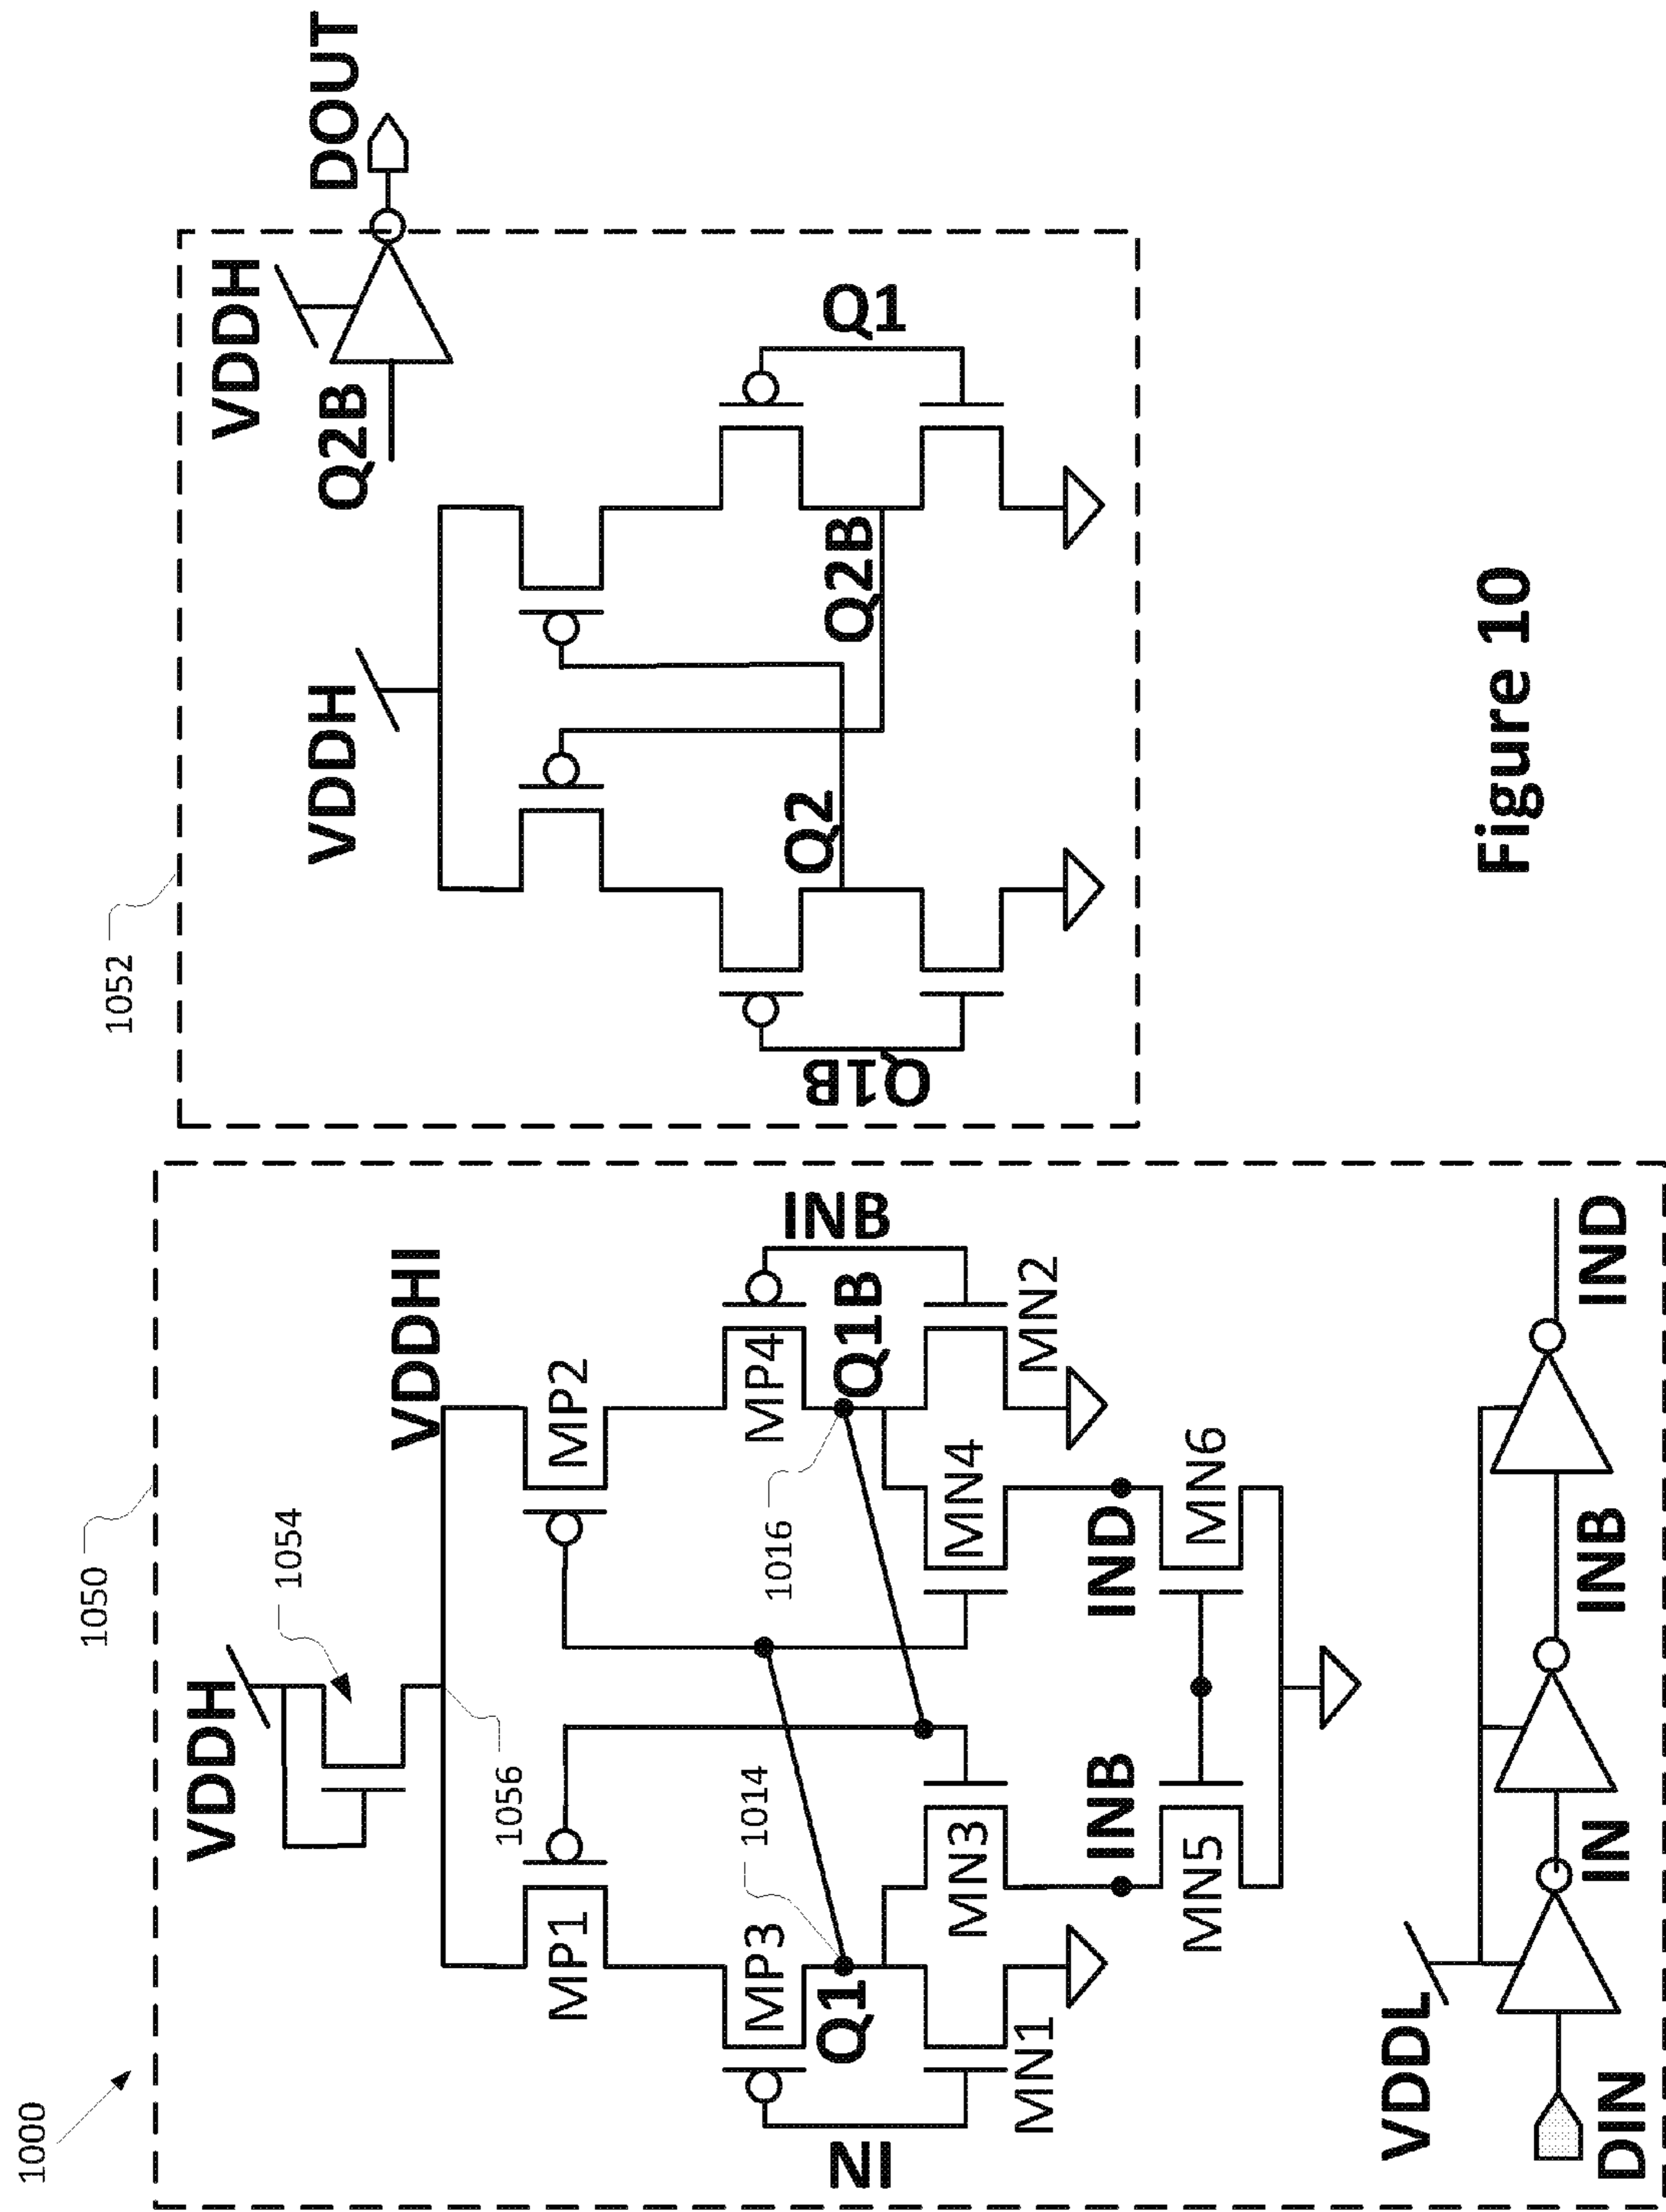 1000
1050
VDDH
1054
VDDHI
1056
MP1
MP2
MP3
MP4
IN
INB
Q1
1014
1016
Q1B
MN1
MN3
MN4
MN2
INB
IND
MN5
MN6
VDDL
DIN
IN
INB
IND
1052
VDDH
VDDH
Q2B
DOUT
Q1B
Q2
Q2B
Q1
Figure 10